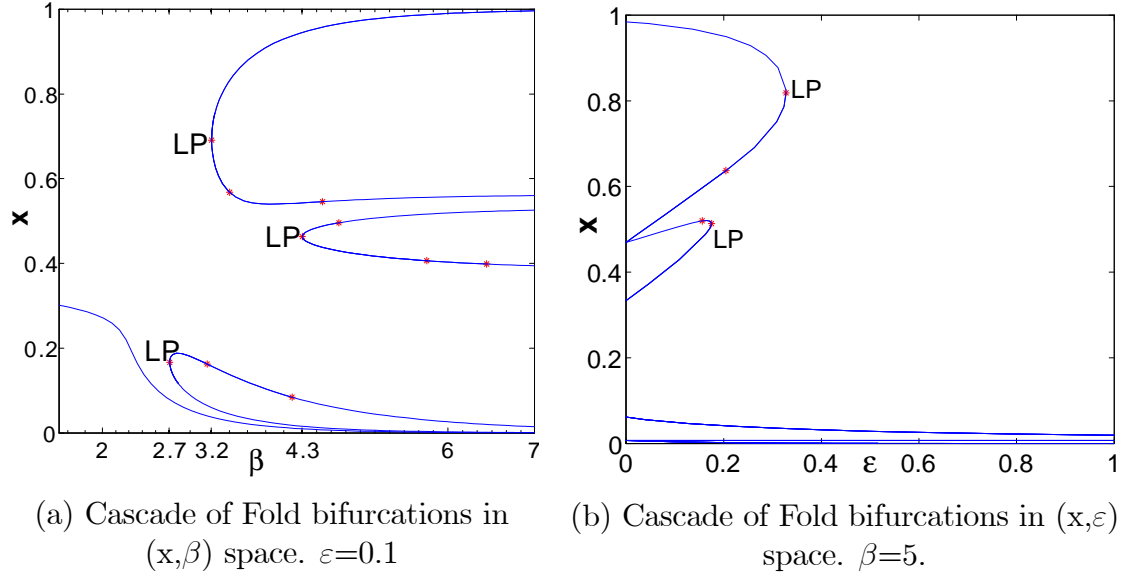 1
0.8
0.6
0.4
0.2
0
x
LP
LP
LP
2
2.7
3.2
4.3
6
7
β
(a) Cascade of Fold bifurcations in
(x,β) space. ε=0.1
1
0.8
0.6
0.4
0.2
0
x
LP
LP
0
0.2
0.4
ε
0.6
0.8
1
(b) Cascade of Fold bifurcations in (x,ε)
space. β=5.